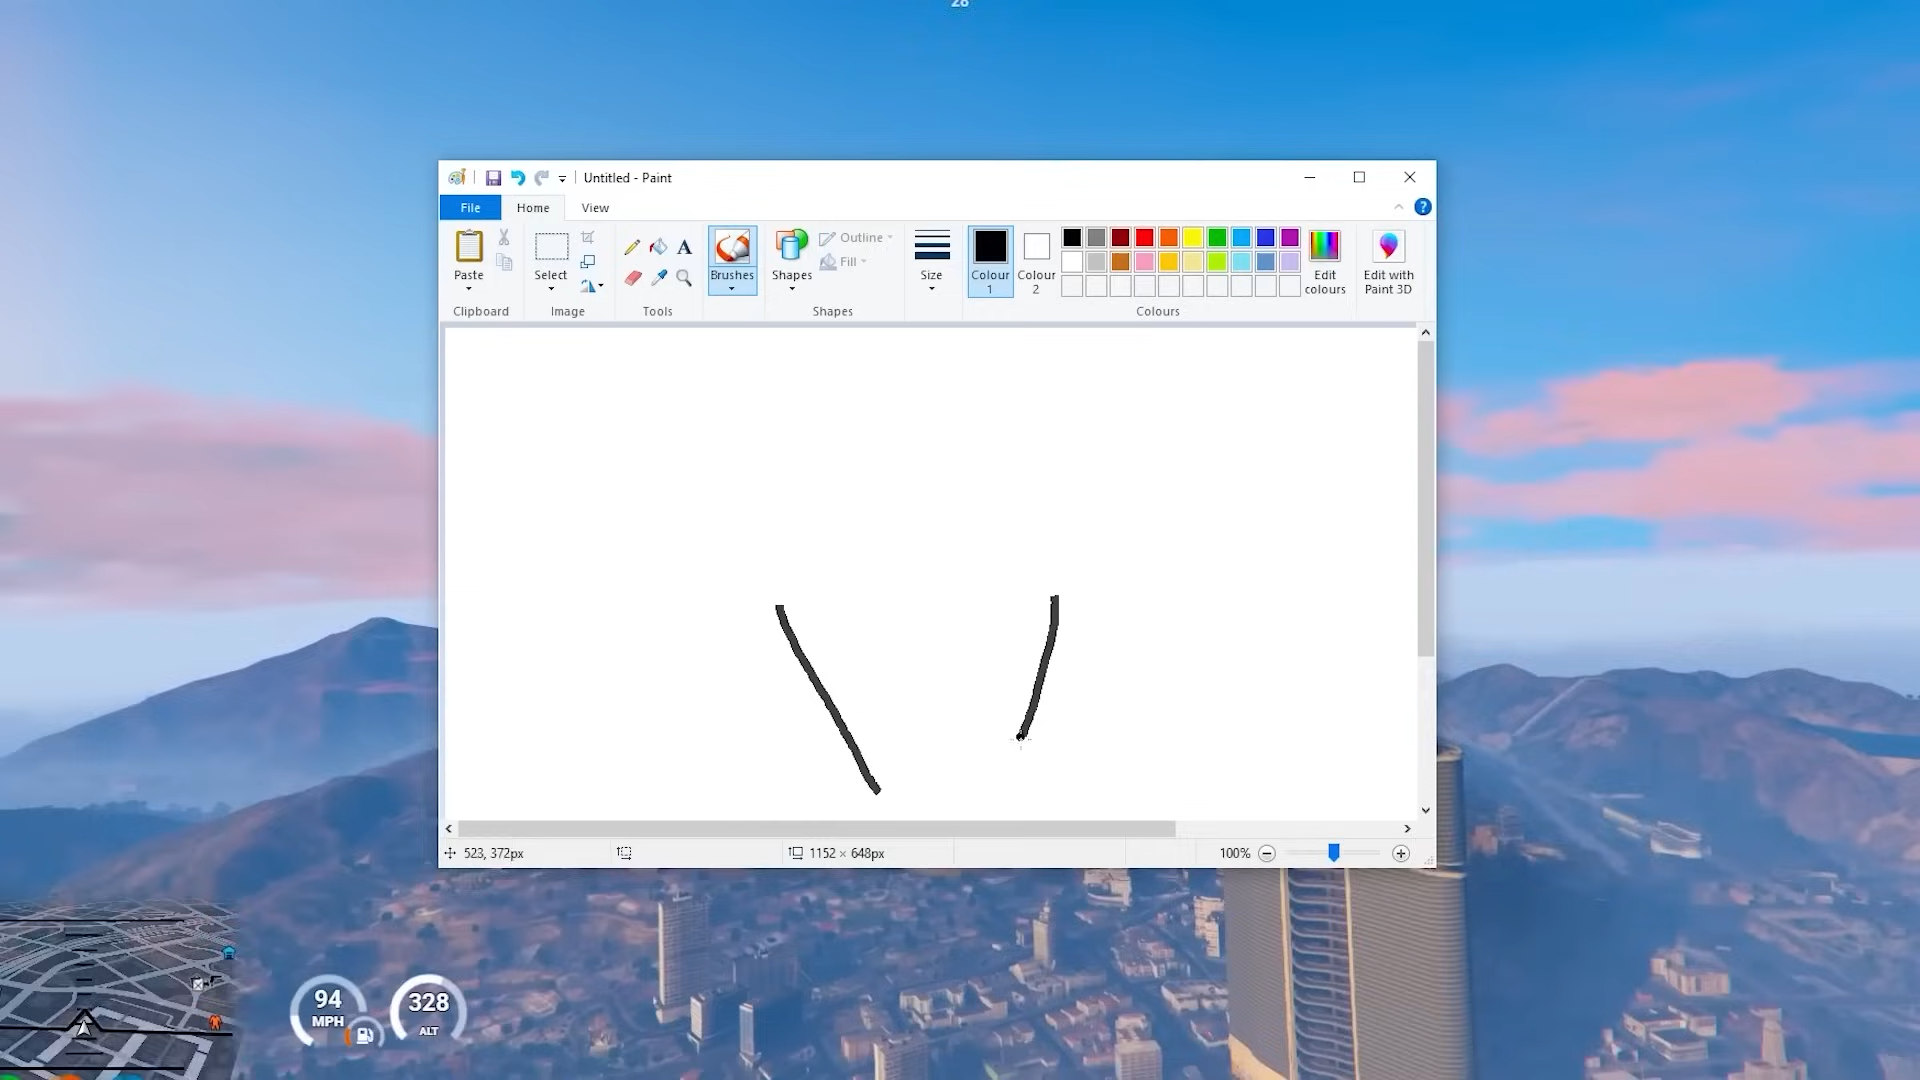 28
Untitled - Paint
File Home View
Paste
Select
Brushes
Shapes
Outline
Fill
Size
Colour 1
Colour 2
Edit colours
Edit with Paint 3D
Clipboard
Image
Tools
Shapes
Colours
523, 372px
1152 × 648px
100%
94
MPH
328
ALT